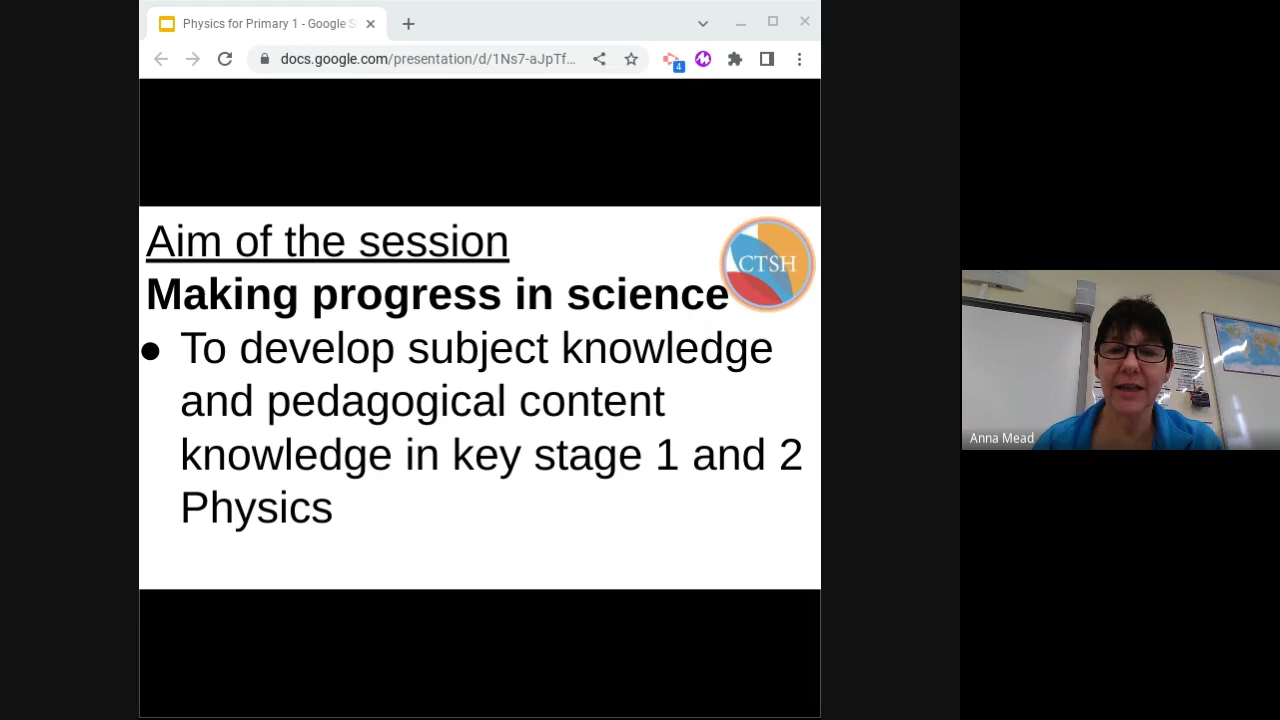 Physics for Primary 1 - Google S
docs.google.com/presentation/d/1Ns7-aJpTf...
4
Aim of the session
CTSH
Making progress in science
● To develop subject knowledge
and pedagogical content
knowledge in key stage 1 and 2
Physics
Anna Mead